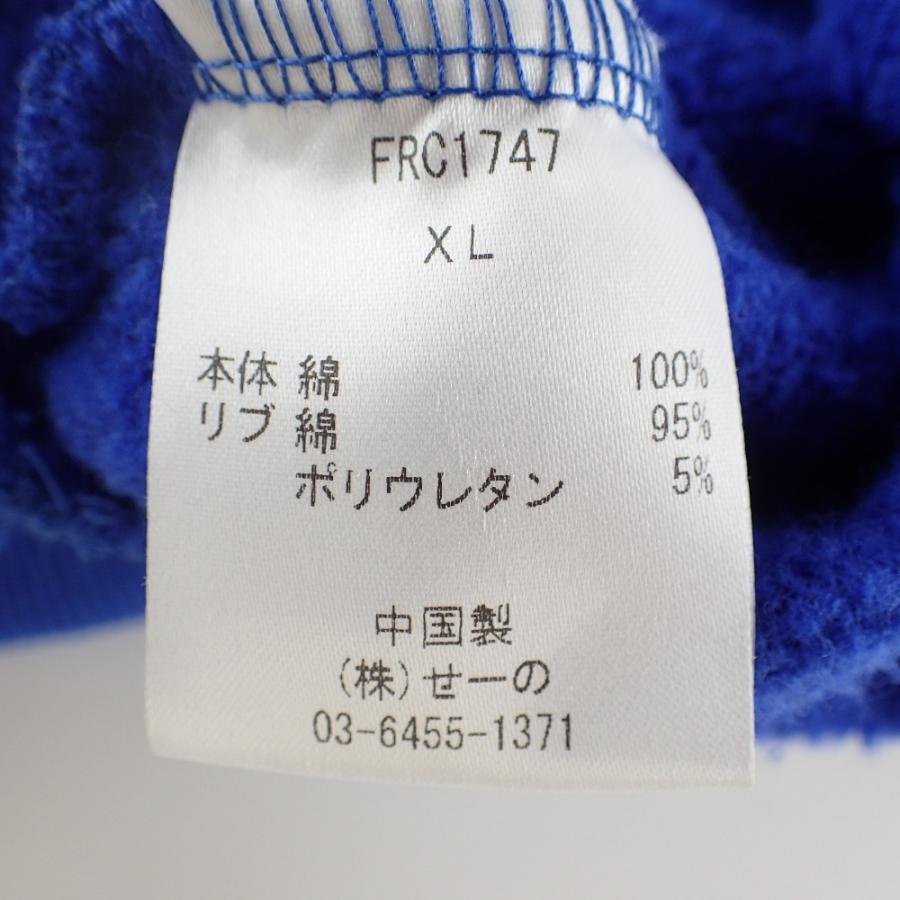 FRC1747
XL
本体 綿 100%
リブ 綿 95%
ポリウレタン 5%
中国製
(株)せーの
03-6455-1371